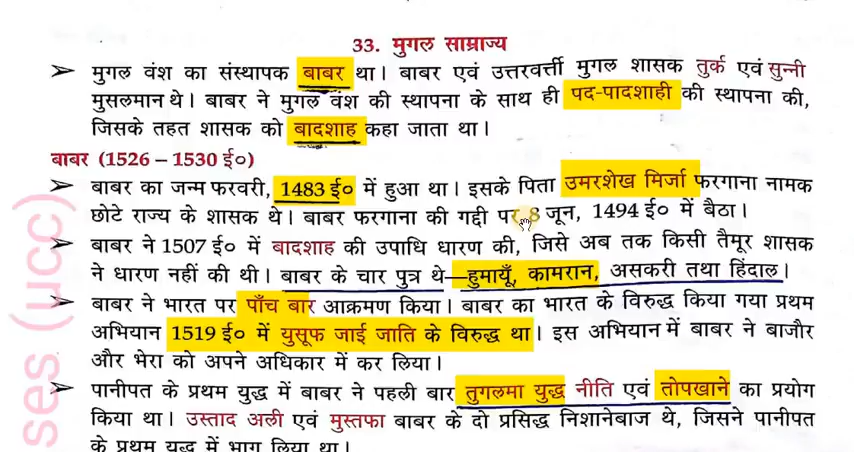 33. मुगल साम्राज्य
➢ मुगल वंश का संस्थापक बाबर था। बाबर एवं उत्तरवर्त्ती मुगल शासक तुर्क एवं सुन्नी
मुसलमान थे। बाबर ने मुगल वंश की स्थापना के साथ ही पद-पादशाही की स्थापना की,
जिसके तहत शासक को बादशाह कहा जाता था।
बाबर (1526 – 1530 ई०)
➢ बाबर का जन्म फरवरी, 1483 ई० में हुआ था। इसके पिता उमरशेख मिर्जा फरगाना नामक
छोटे राज्य के शासक थे। बाबर फरगाना की गद्दी पर 8 जून, 1494 ई० में बैठा।
➢ बाबर ने 1507 ई० में बादशाह की उपाधि धारण की, जिसे अब तक किसी तैमूर शासक
ने धारण नहीं की थी। बाबर के चार पुत्र थे—हुमायूँ, कामरान, असकरी तथा हिंदाल।
➢ बाबर ने भारत पर पाँच बार आक्रमण किया। बाबर का भारत के विरुद्ध किया गया प्रथम
अभियान 1519 ई० में युसूफ जाई जाति के विरुद्ध था। इस अभियान में बाबर ने बाजौर
और भेरा को अपने अधिकार में कर लिया।
➢ पानीपत के प्रथम युद्ध में बाबर ने पहली बार तुगलमा युद्ध नीति एवं तोपखाने का प्रयोग
किया था। उस्ताद अली एवं मुस्तफा बाबर के दो प्रसिद्ध निशानेबाज थे, जिसने पानीपत
के प्रथम युद्ध में भाग लिया था।
ses (ucc)